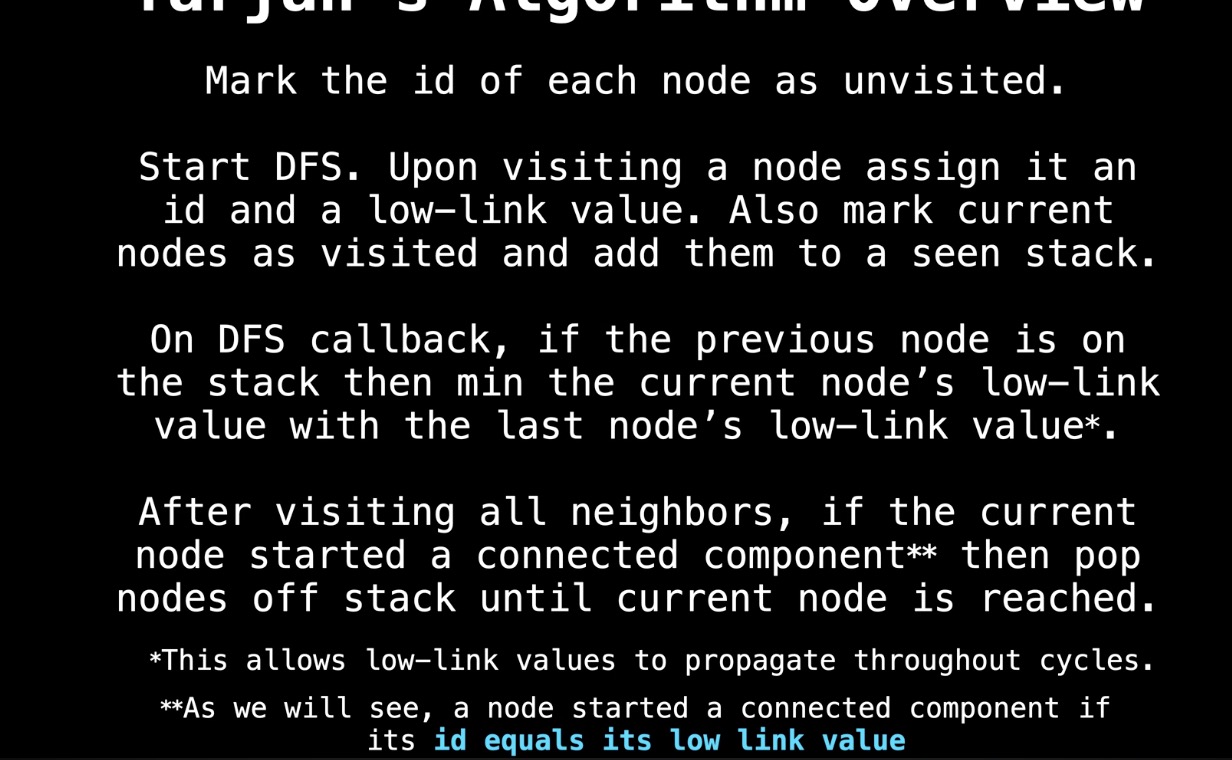 Tarjan's Algorithm Overview
Mark the id of each node as unvisited.
Start DFS. Upon visiting a node assign it an
id and a low-link value. Also mark current
nodes as visited and add them to a seen stack.
On DFS callback, if the previous node is on
the stack then min the current node’s low-link
value with the last node’s low-link value*.
After visiting all neighbors, if the current
node started a connected component** then pop
nodes off stack until current node is reached.
*This allows low-link values to propagate throughout cycles.
**As we will see, a node started a connected component if
its id equals its low link value